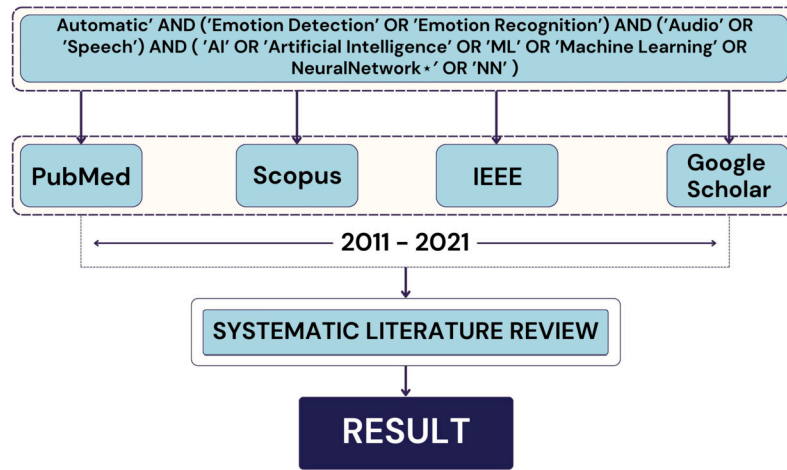 Automatic’ AND (’Emotion Detection’ OR ’Emotion Recognition’) AND (’Audio’ OR
’Speech’) AND ( ’AI’ OR ’Artificial Intelligence’ OR ’ML’ OR ’Machine Learning’ OR
NeuralNetwork⋆’ OR ’NN’ )
PubMed
Scopus
IEEE
Google
Scholar
2011 - 2021
SYSTEMATIC LITERATURE REVIEW
RESULT